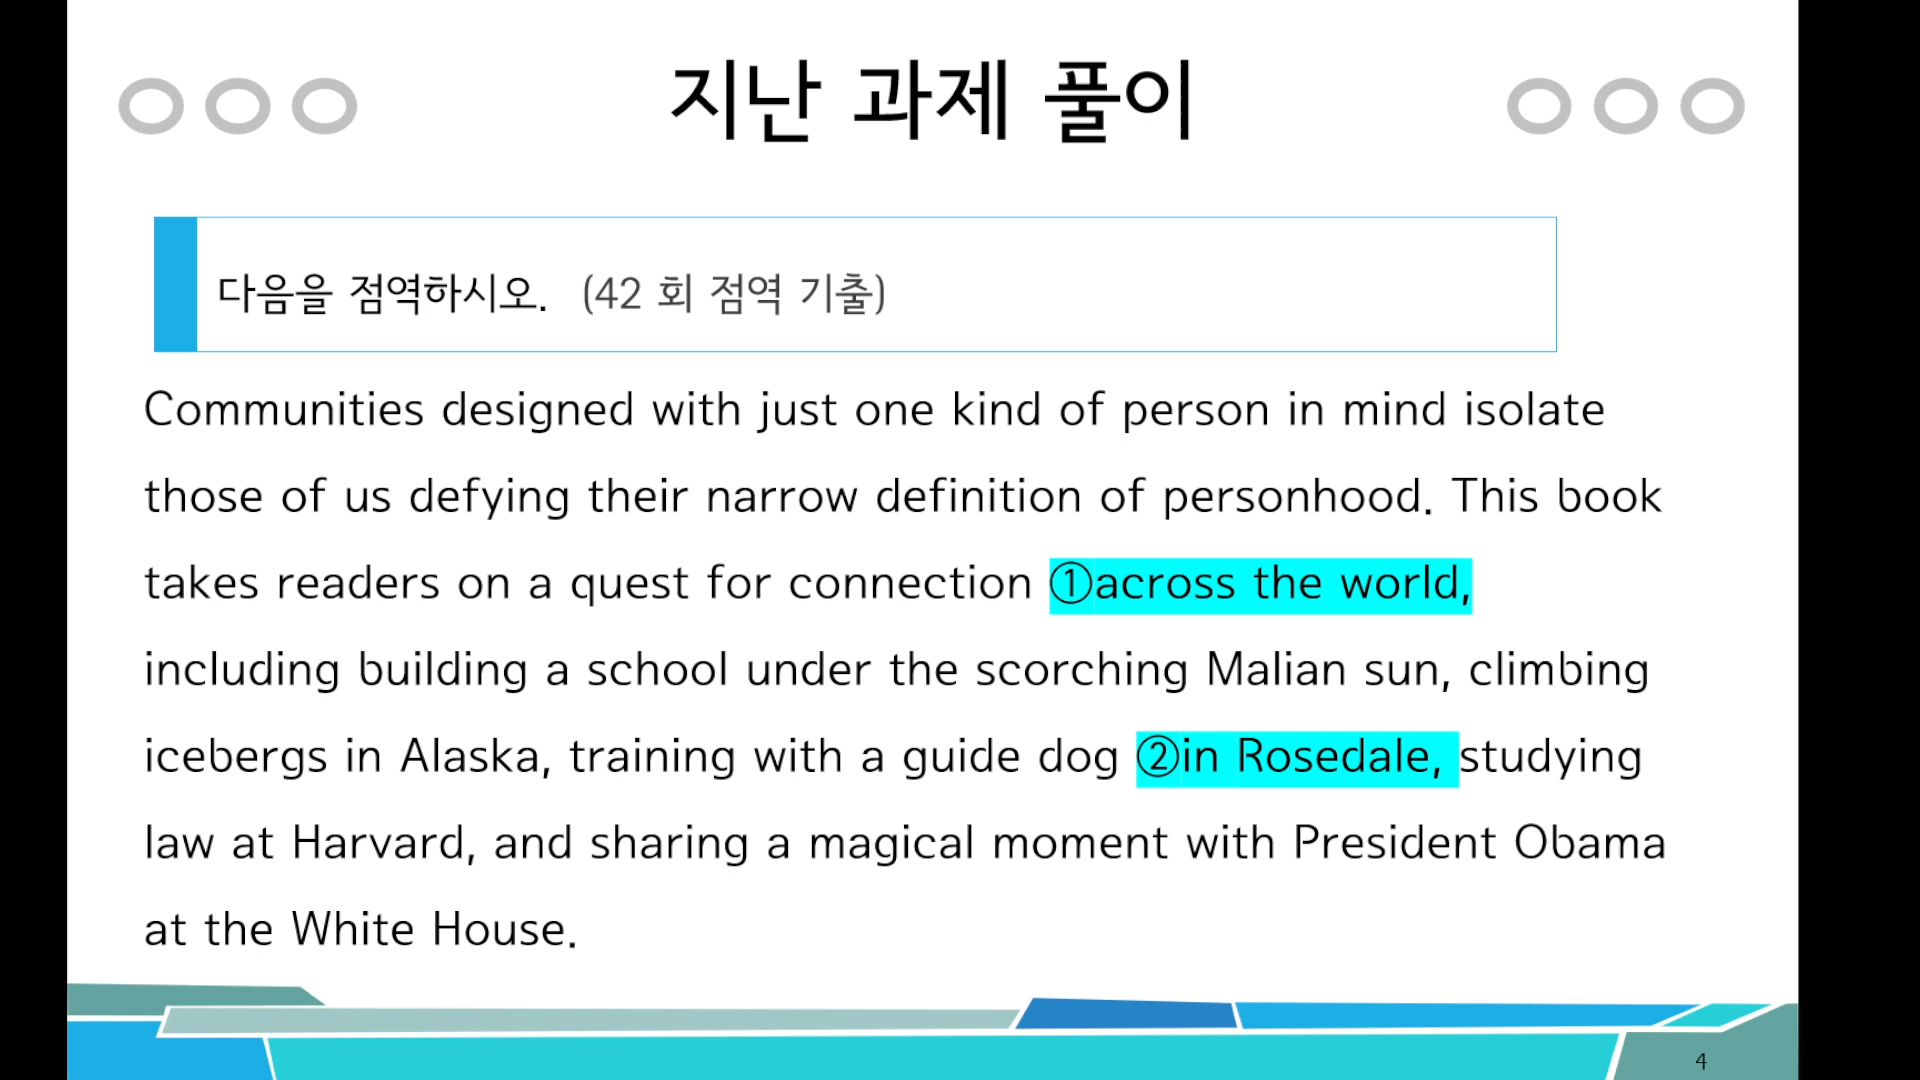 지난 과제 풀이
다음을 점역하시오. (42 회 점역 기출)
Communities designed with just one kind of person in mind isolate
those of us defying their narrow definition of personhood. This book
takes readers on a quest for connection ①across the world,
including building a school under the scorching Malian sun, climbing
icebergs in Alaska, training with a guide dog ②in Rosedale, studying
law at Harvard, and sharing a magical moment with President Obama
at the White House.
4